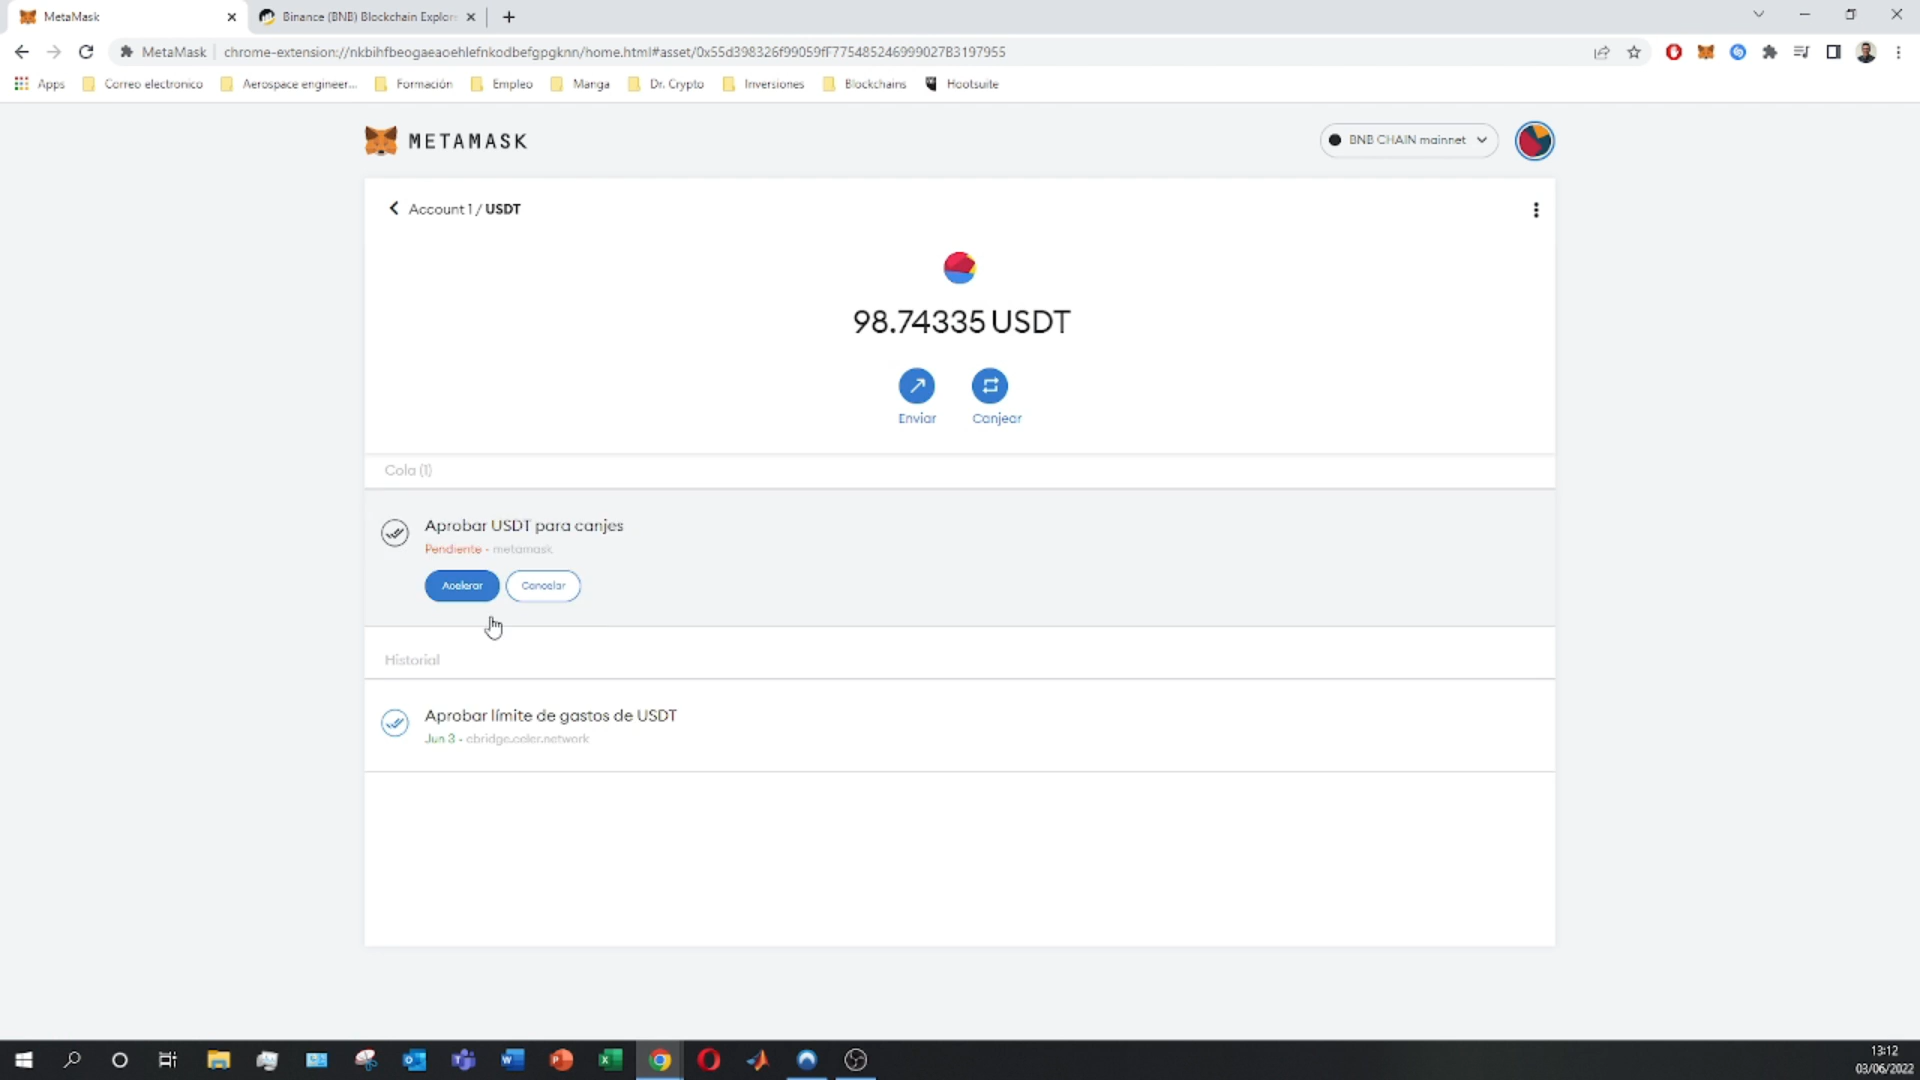 MetaMask
Binance (BNB) Blockchain Explor
MetaMask
chrome-extension://nkbihfbeogaeaoehlefnkodbefgpgknn/home.html#asset/0x55d398326f99059fF775485246999027B3197955
Apps
Correo electronico
Aerospace engineer...
Formación
Empleo
Manga
Dr. Crypto
Inversiones
Blockchains
Hootsuite
METAMASK
BNB CHAIN mainnet
Account 1 / USDT
98.74335 USDT
Enviar
Canjear
Cola (1)
Aprobar USDT para canjes
Pendiente - metamask
Acelerar
Cancelar
Historial
Aprobar límite de gastos de USDT
Jun 3 - cbridge.celer.network
13:12
03/06/2022